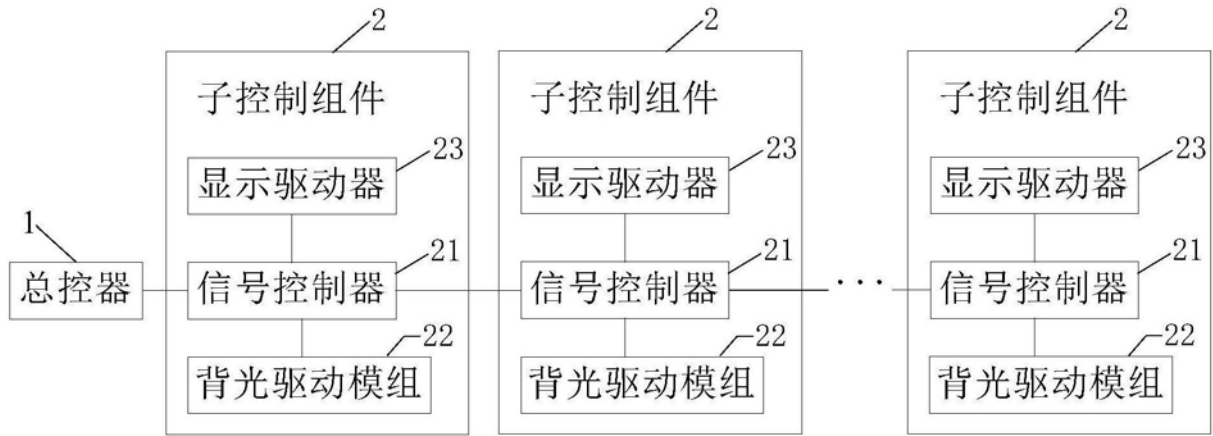 2 2 2
子控制组件 子控制组件 子控制组件
23 23 23
显示驱动器 显示驱动器 显示驱动器
1 21 21 21
总控器 信号控制器 信号控制器 ··· 信号控制器
22 22 22
背光驱动模组 背光驱动模组 背光驱动模组